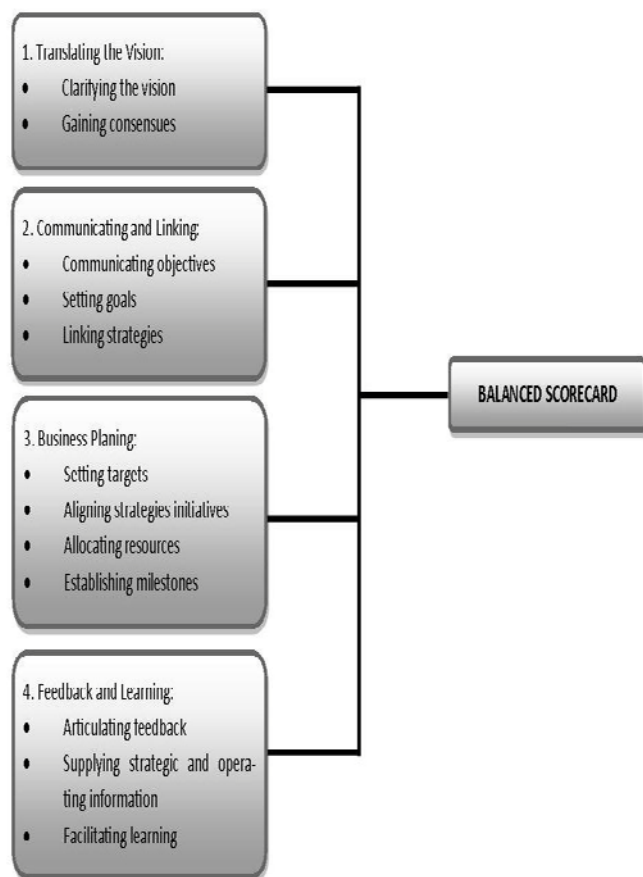 1. Translating the Vision:
• Clarifying the vision
• Gaining consensues
2. Communicating and Linking:
• Communicating objectives
• Setting goals
• Linking strategies
BALANCED SCORECARD
3. Business Planing:
• Setting targets
• Aligning strategies initiatives
• Allocating resources
• Establishing milestones
4. Feedback and Learning:
• Articulating feedback
• Supplying strategic and opera-
ting information
• Facilitating learning